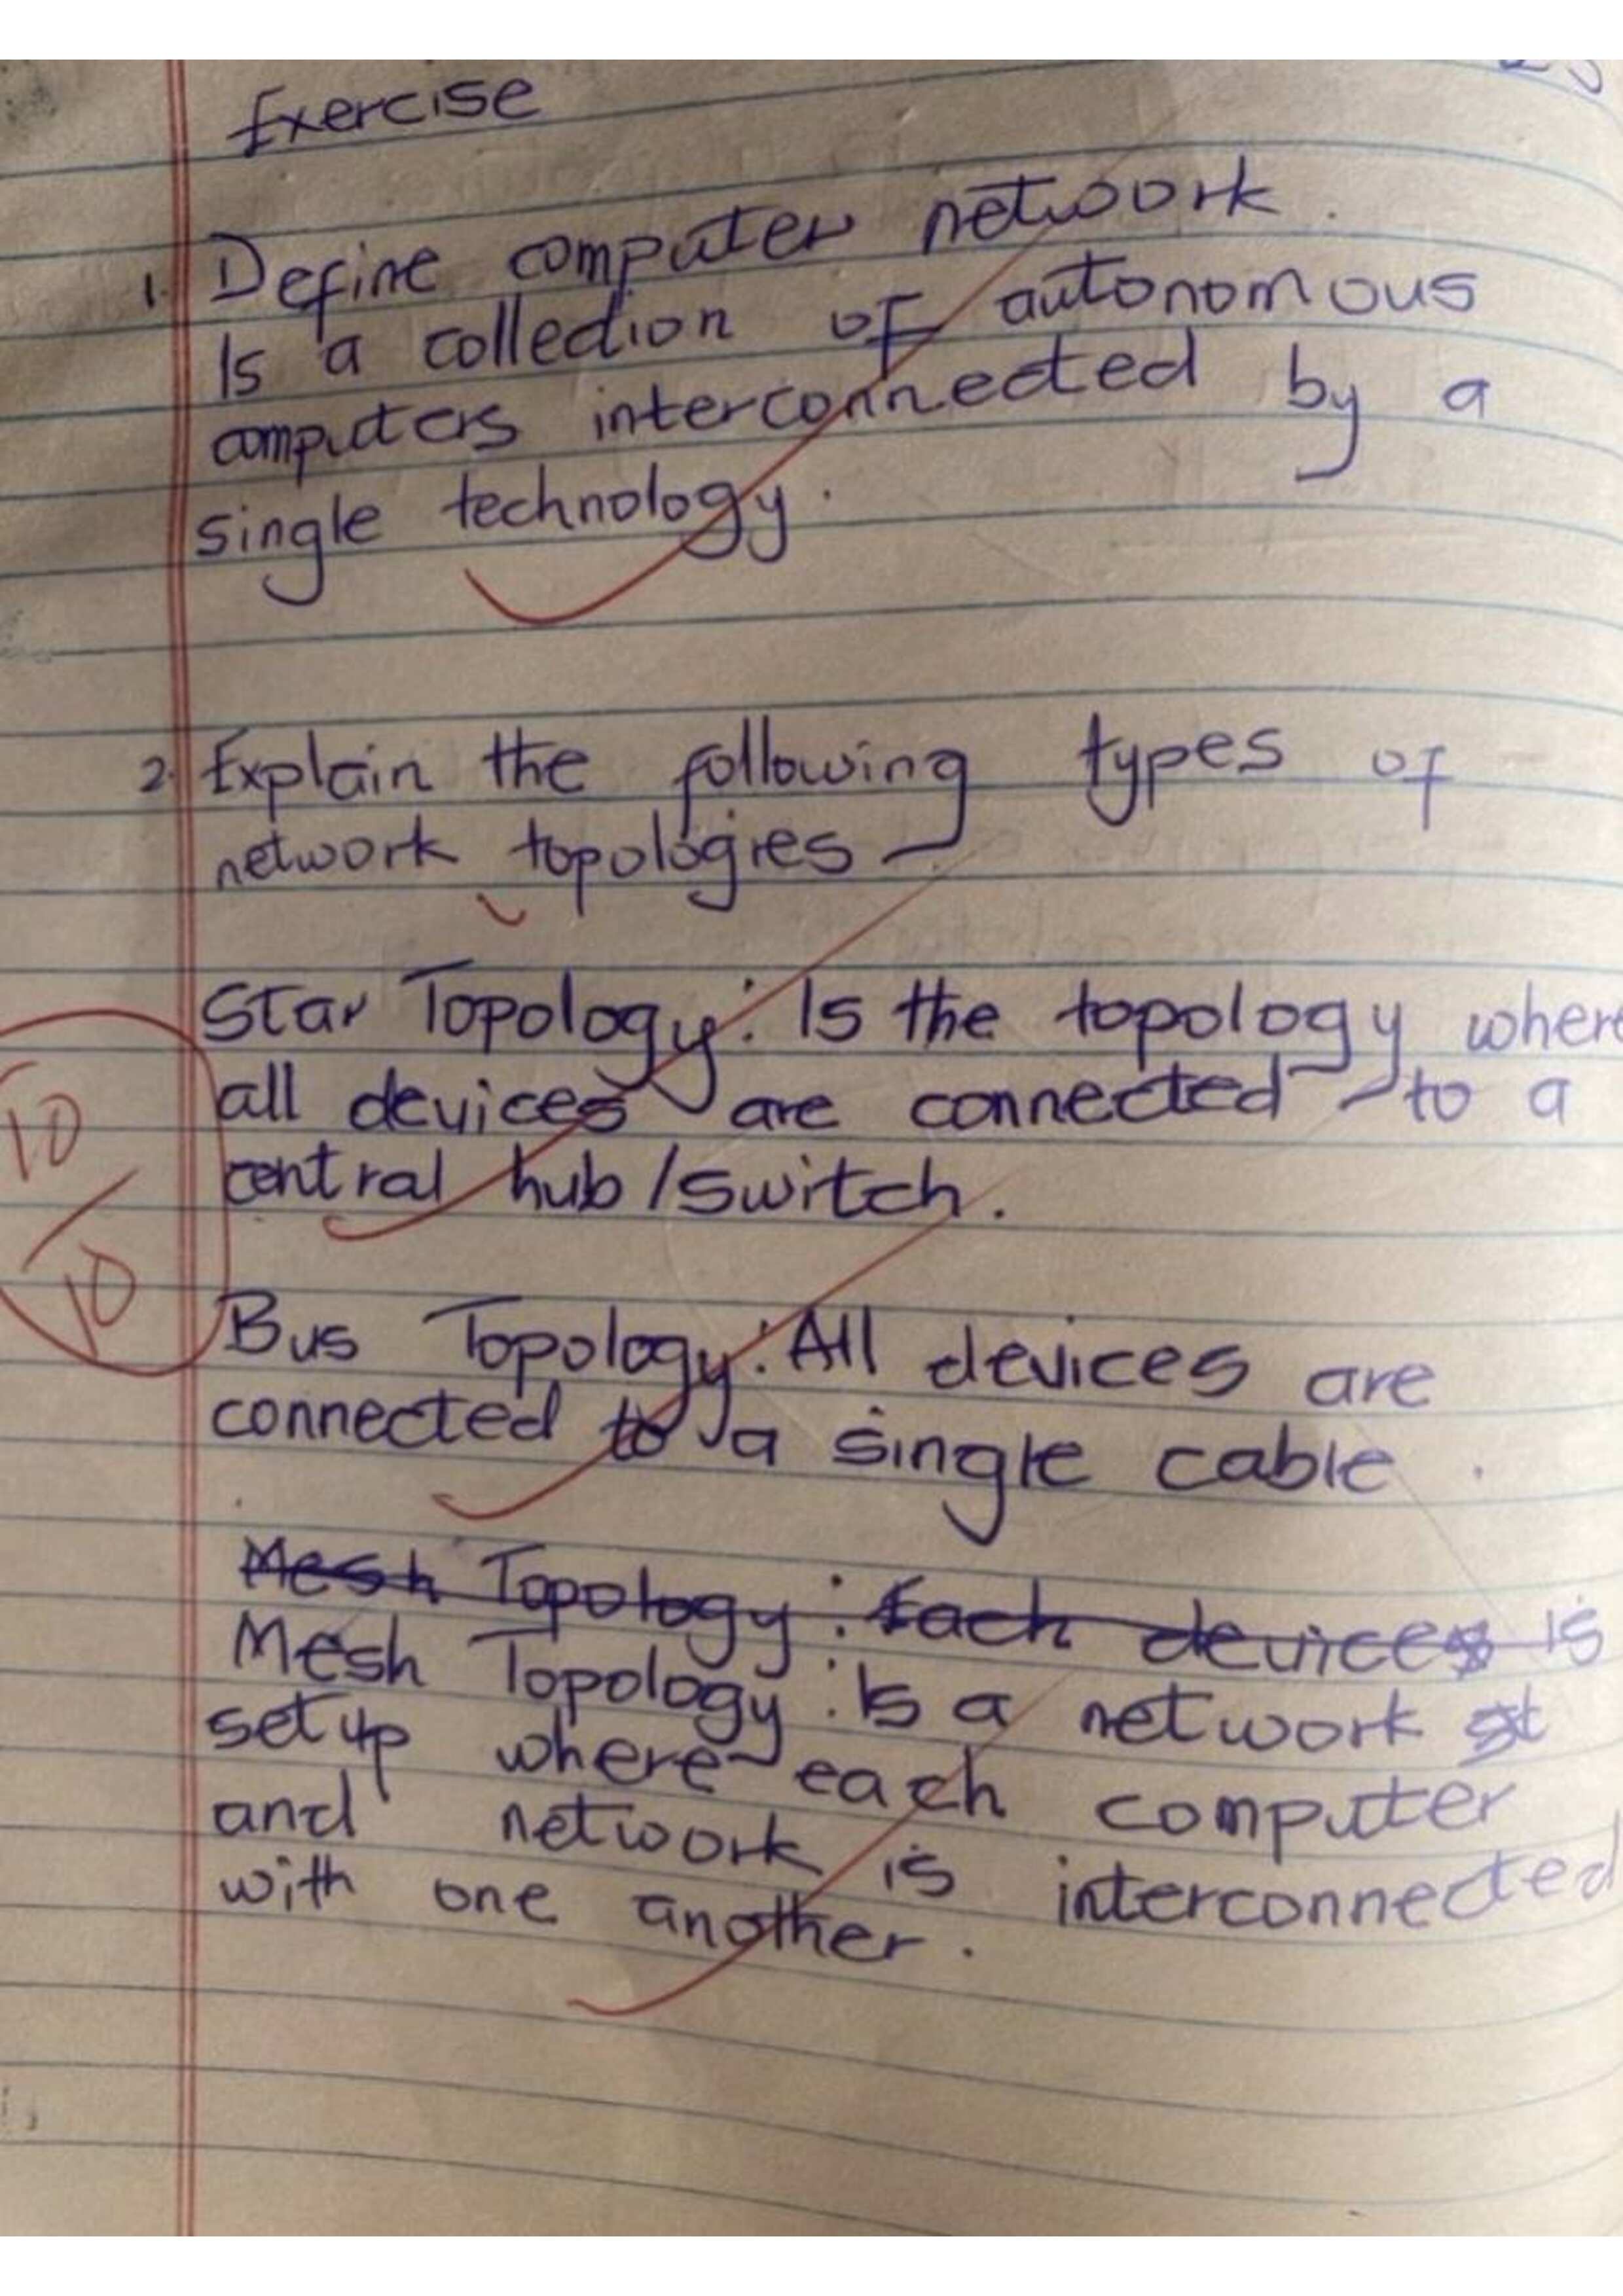 Exercise
1. Define computer network.
Is a collection of autonomous
computers interconnected by a
single technology.
2. Explain the following types of
network topologies
Star Topology: Is the topology where
all devices are connected to a
central hub/switch.
10
10
Bus Topology: All devices are
connected to a single cable.
Mesh Topology: Each devices is
Mesh Topology: Is a network st
setup where each computer
and network is interconnected
with one another.